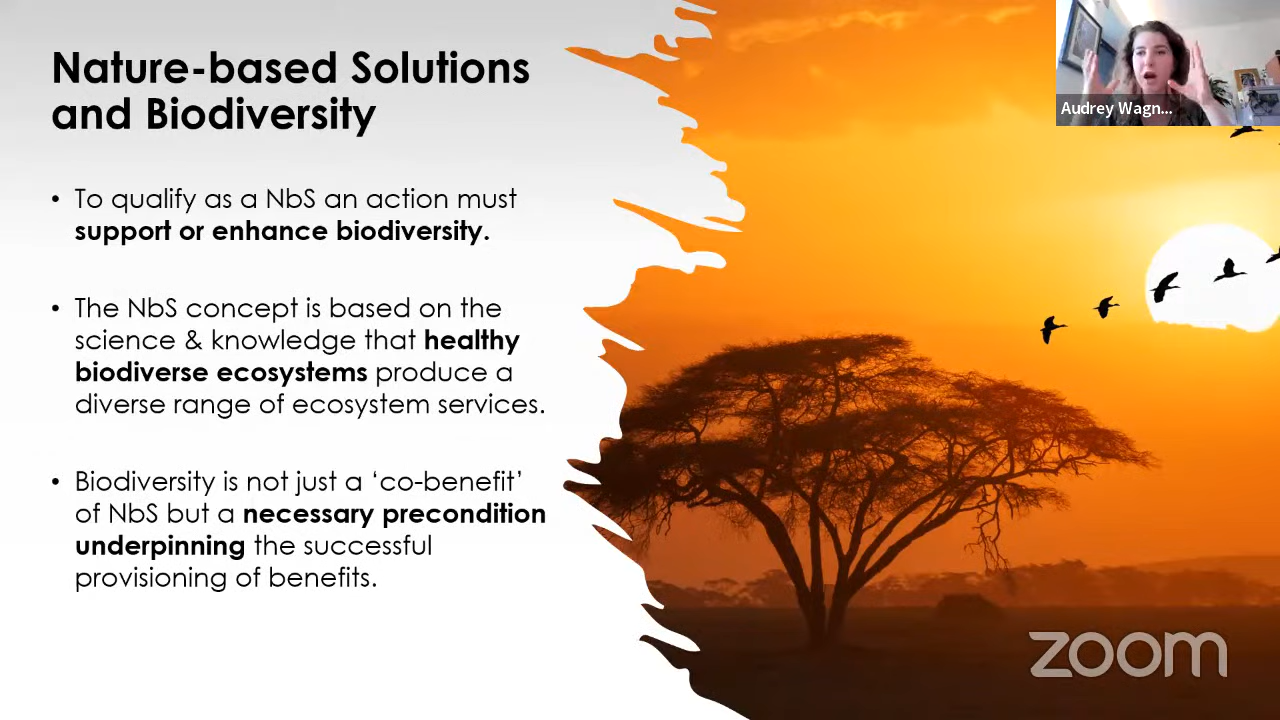 Nature-based Solutions
and Biodiversity
• To qualify as a NbS an action must
support or enhance biodiversity.
• The NbS concept is based on the
science & knowledge that healthy
biodiverse ecosystems produce a
diverse range of ecosystem services.
• Biodiversity is not just a ‘co-benefit’
of NbS but a necessary precondition
underpinning the successful
provisioning of benefits.
Audrey Wagn...
zoom